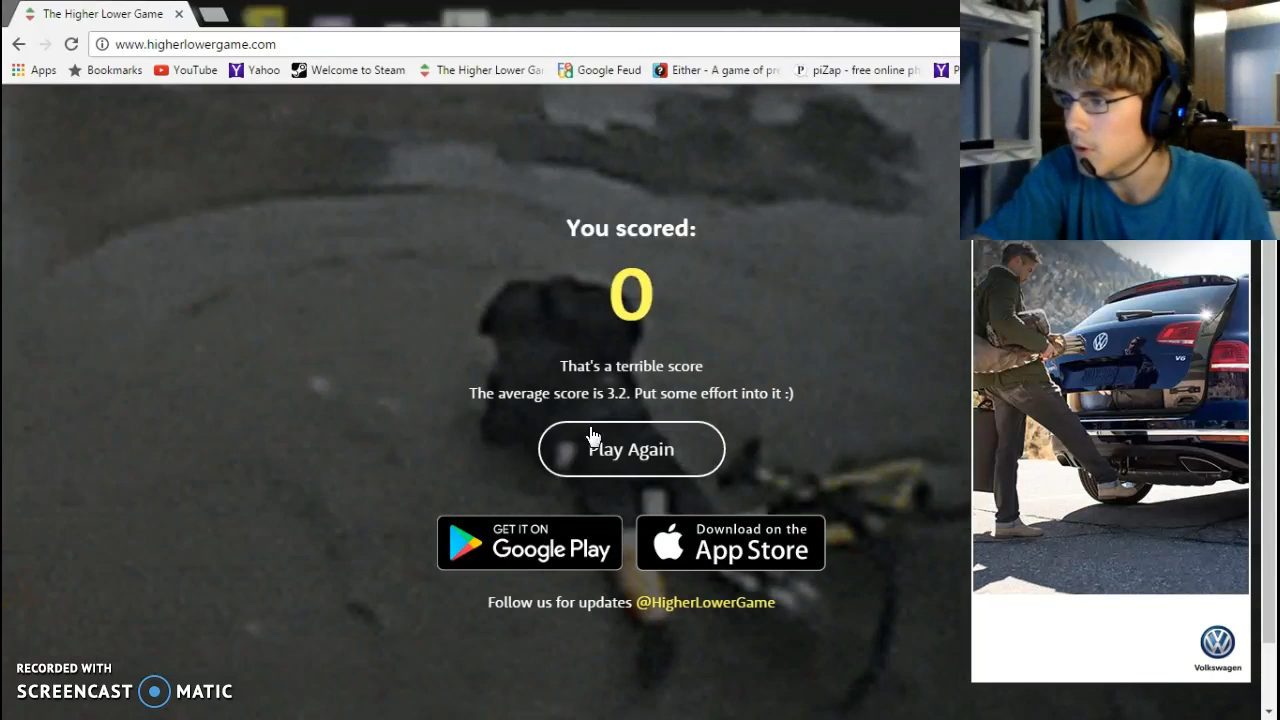 The Higher Lower Game
www.higherlowergame.com
Apps Bookmarks YouTube Yahoo Welcome to Steam The Higher Lower Ga Google Feud Either - A game of pr piZap - free online ph
You scored:
0
That's a terrible score
The average score is 3.2. Put some effort into it :)
Play Again
GET IT ON
Google Play
Download on the
App Store
Follow us for updates @HigherLowerGame
V6
Volkswagen
RECORDED WITH
SCREENCAST MATIC